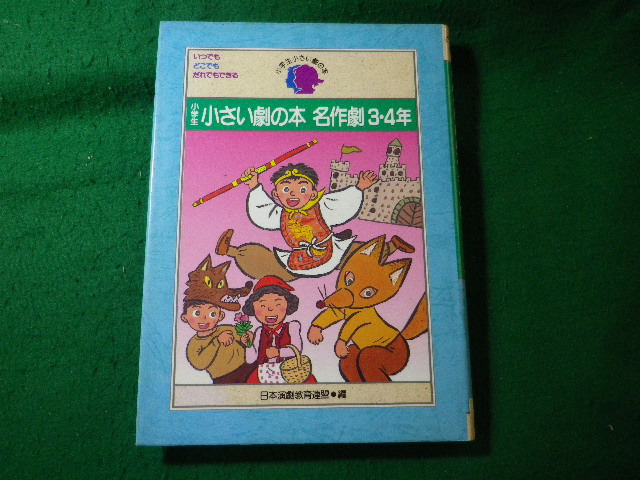 いつでも
どこでも
だれでもできる
小学生小さい劇の本
小学生 小さい劇の本 名作劇3・4年
日本演劇教育連盟●編